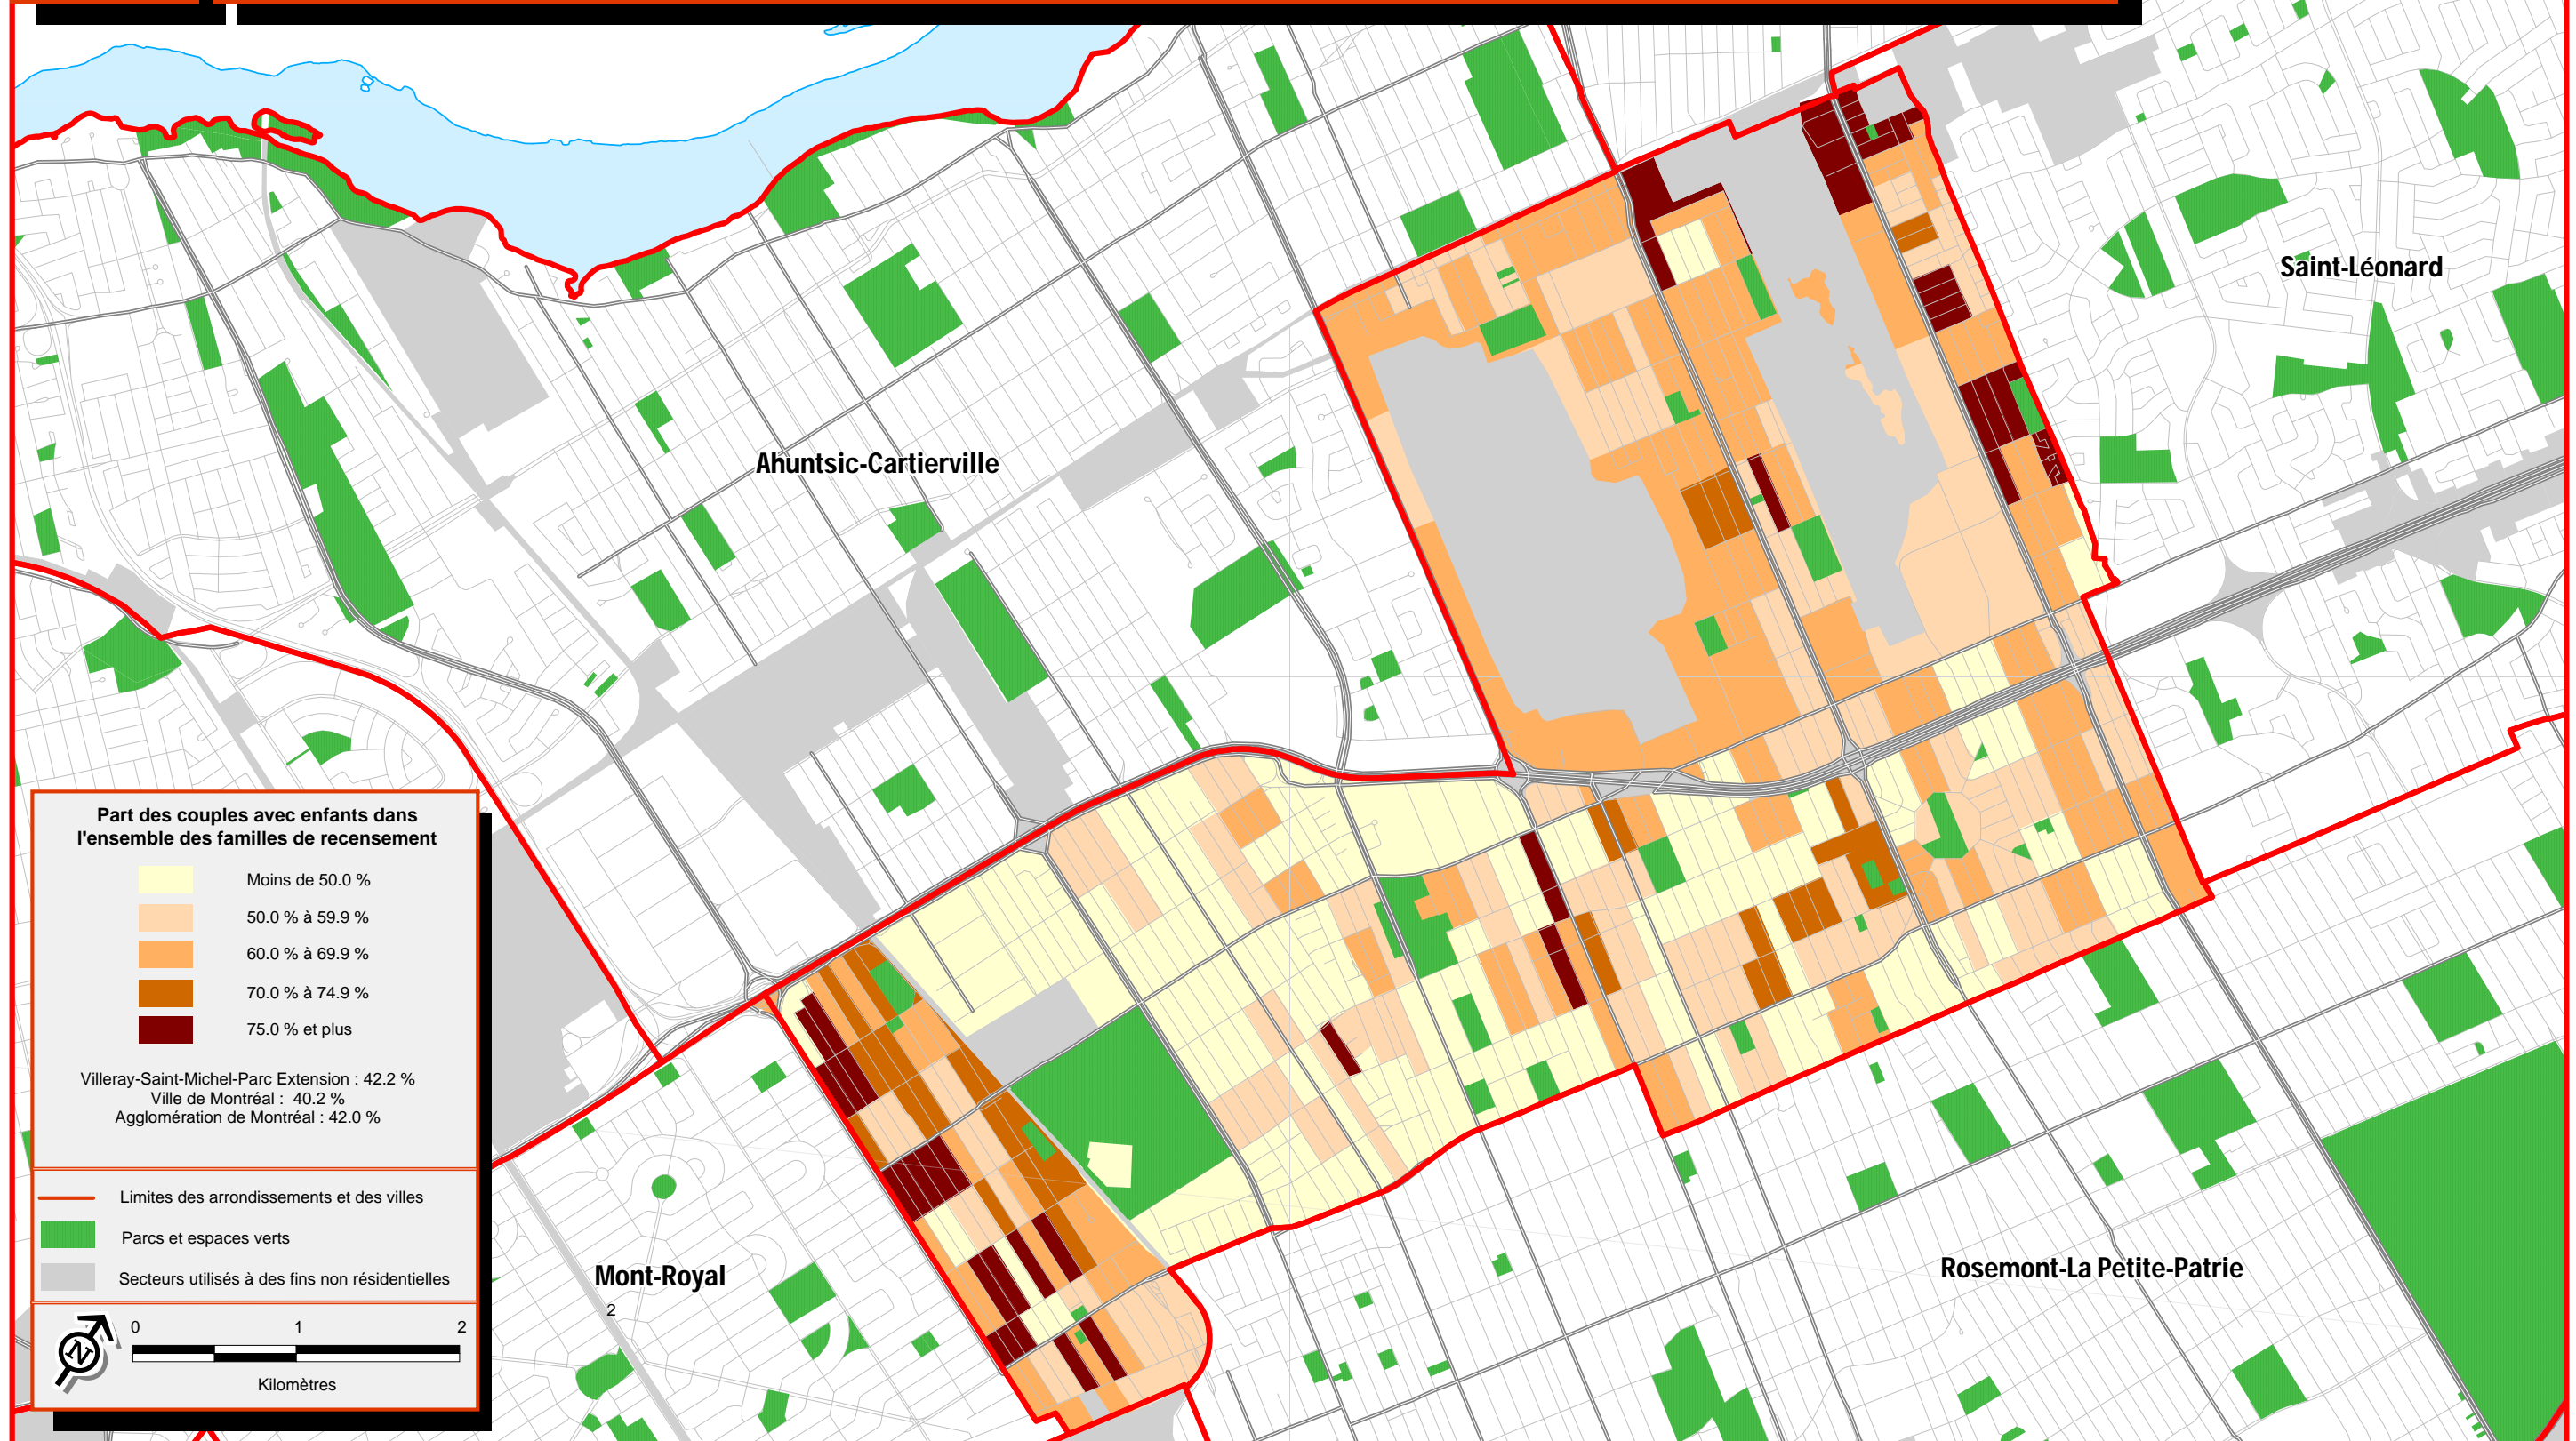 Saint-Léonard
Ahuntsic-Cartierville
Part des couples avec enfants dans
l'ensemble des familles de recensement
Moins de 50.0 %
50.0 % à 59.9 %
60.0 % à 69.9 %
70.0 % à 74.9 %
75.0 % et plus
Villeray-Saint-Michel-Parc Extension : 42.2 %
Ville de Montréal : 40.2 %
Agglomération de Montréal : 42.0 %
Limites des arrondissements et des villes
Parcs et espaces verts
Secteurs utilisés à des fins non résidentielles
Mont-Royal
2
Rosemont-La Petite-Patrie
N
0 1 2
Kilomètres